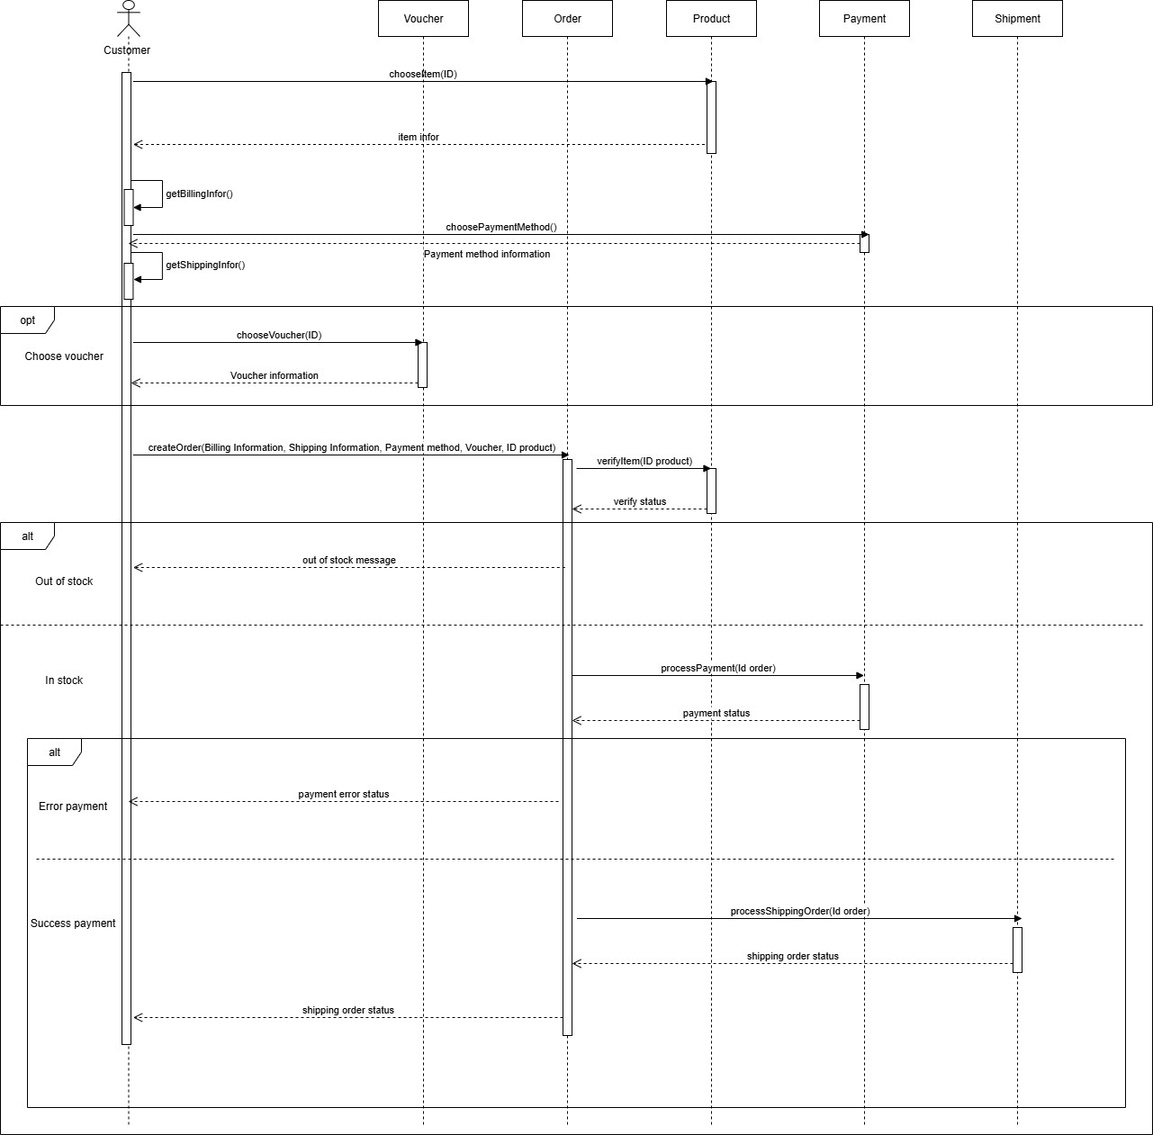 Voucher
Order
Product
Payment
Shipment
Customer
chooseItem(ID)
item infor
getBillingInfor()
choosePaymentMethod()
Payment method information
getShippingInfor()
opt
chooseVoucher(ID)
Choose voucher
Voucher information
createOrder(Billing Information, Shipping Information, Payment method, Voucher, ID product)
verifyItem(ID product)
verify status
alt
out of stock message
Out of stock
processPayment(Id order)
In stock
payment status
alt
payment error status
Error payment
processShippingOrder(Id order)
Success payment
shipping order status
shipping order status